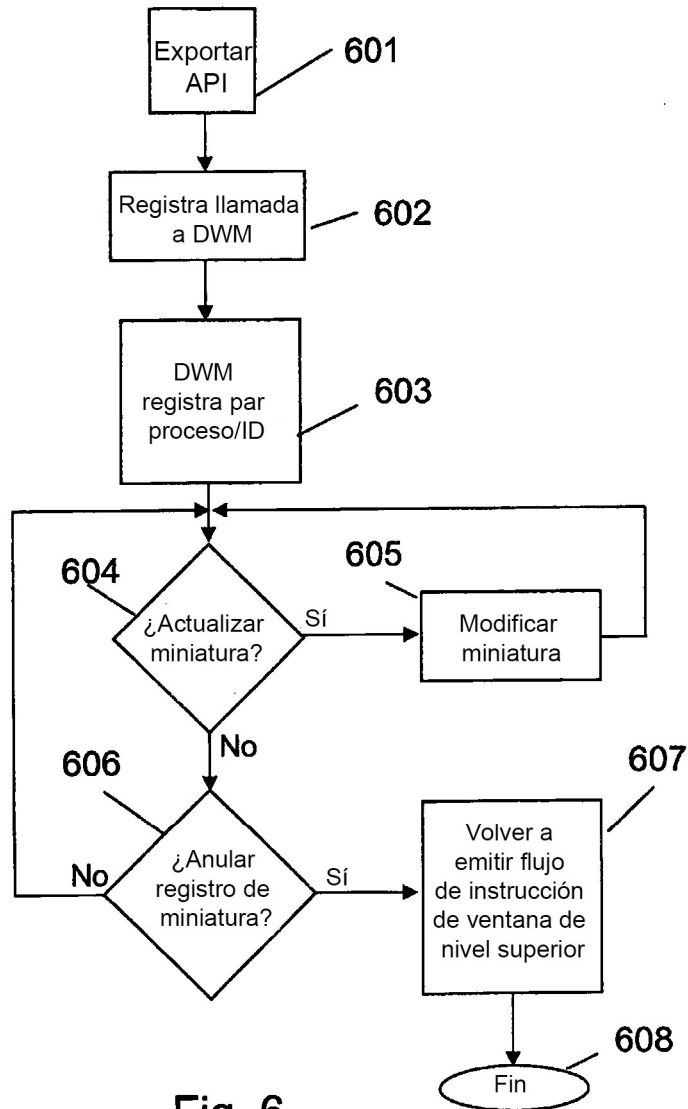 Exportar
API
601
Registra llamada
a DWM
602
DWM
registra par
proceso/ID
603
604
¿Actualizar
miniatura?
Sí
605
Modificar
miniatura
No
606
¿Anular
registro de
miniatura?
No
Sí
607
Volver a
emitir flujo
de instrucción
de ventana de
nivel superior
608
Fin
Fig. 6